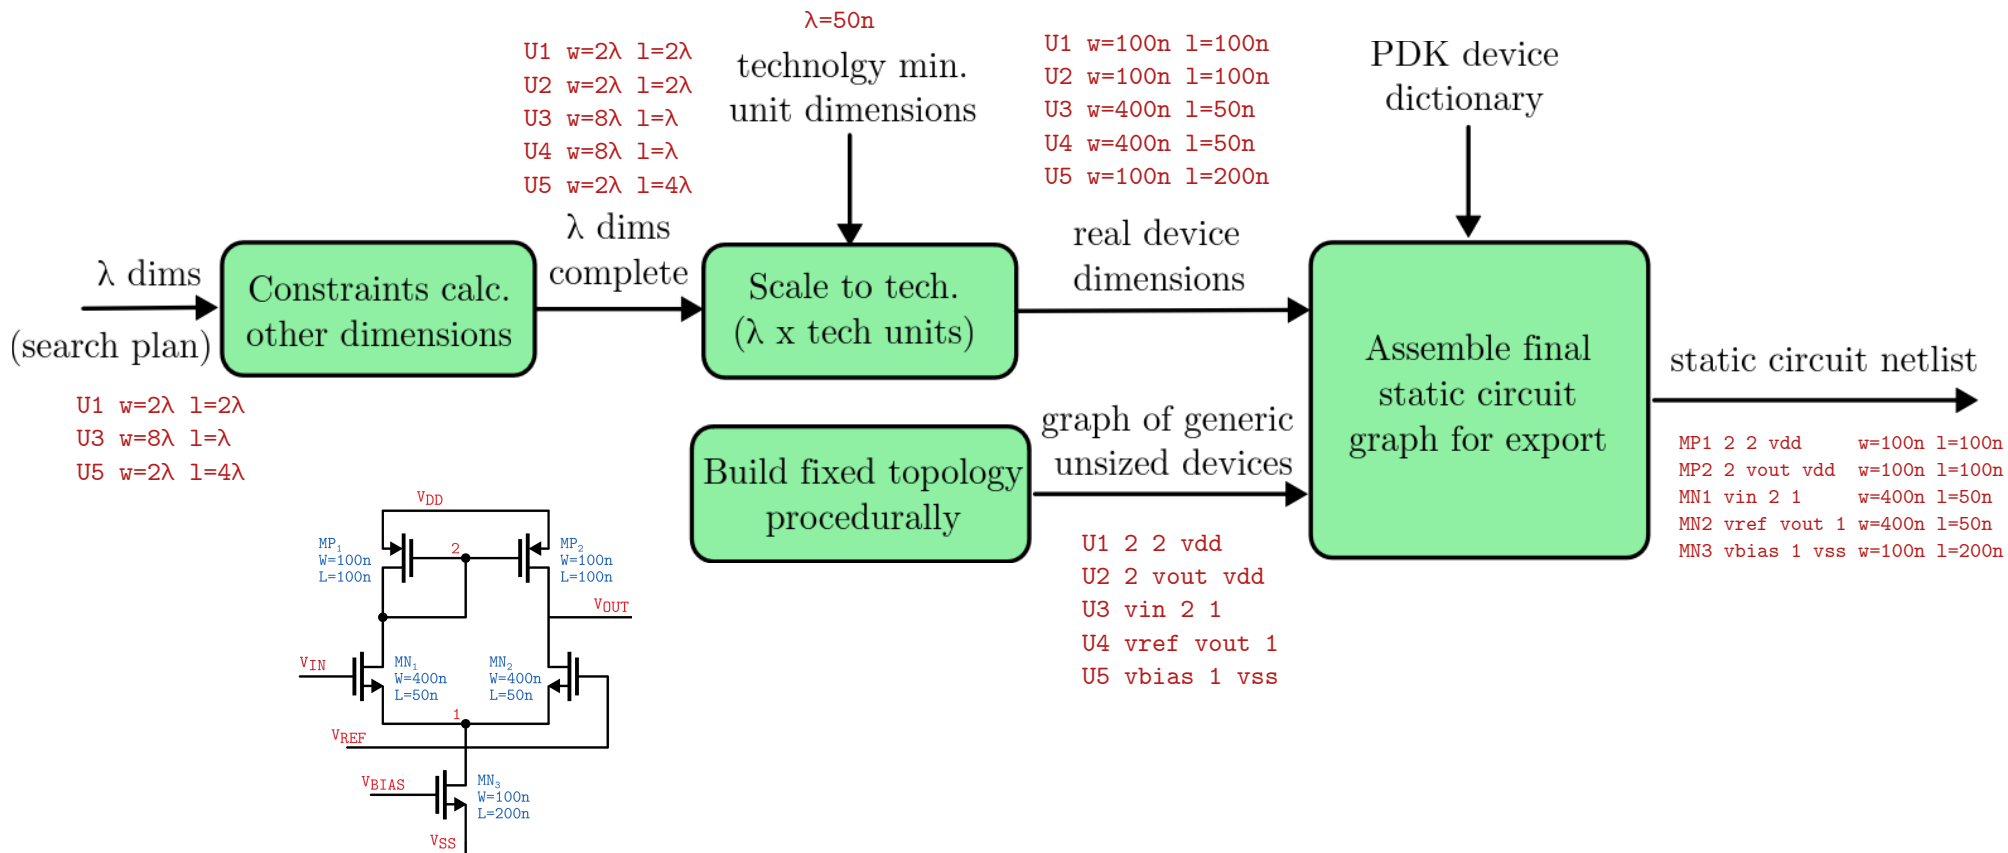 λ=50n
technolgy min.
unit dimensions
U1 w=2λ l=2λ
U2 w=2λ l=2λ
U3 w=8λ l=λ
U4 w=8λ l=λ
U5 w=2λ l=4λ
U1 w=100n l=100n
U2 w=100n l=100n
U3 w=400n l=50n
U4 w=400n l=50n
U5 w=100n l=200n
PDK device
dictionary
λ dims
(search plan)
U1 w=2λ l=2λ
U3 w=8λ l=λ
U5 w=2λ l=4λ
Constraints calc.
other dimensions
λ dims
complete
Scale to tech.
(λ x tech units)
real device
dimensions
Build fixed topology
procedurally
graph of generic
unsized devices
U1 2 2 vdd
U2 2 vout vdd
U3 vin 2 1
U4 vref vout 1
U5 vbias 1 vss
Assemble final
static circuit
graph for export
static circuit netlist
MP1 2 2 vdd w=100n l=100n
MP2 2 vout vdd w=100n l=100n
MN1 vin 2 1 w=400n l=50n
MN2 vref vout 1 w=400n l=50n
MN3 vbias 1 vss w=100n l=200n
VDD
MP1
W=100n
L=100n
2
MP2
W=100n
L=100n
VOUT
VIN
MN1
W=400n
L=50n
MN2
W=400n
L=50n
1
VREF
VBIAS
MN3
W=100n
L=200n
VSS